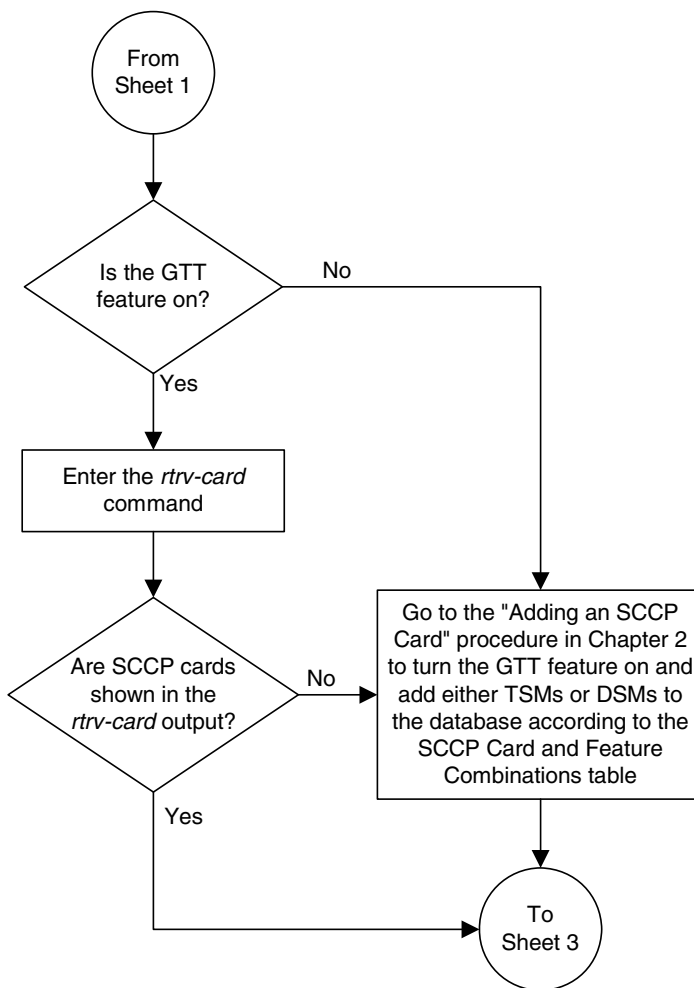 From
Sheet 1
Is the GTT
feature on?
No
Yes
Enter the rtrv-card
command
Are SCCP cards
shown in the
rtrv-card output?
No
Yes
Go to the "Adding an SCCP
Card" procedure in Chapter 2
to turn the GTT feature on and
add either TSMs or DSMs to
the database according to the
SCCP Card and Feature
Combinations table
To
Sheet 3